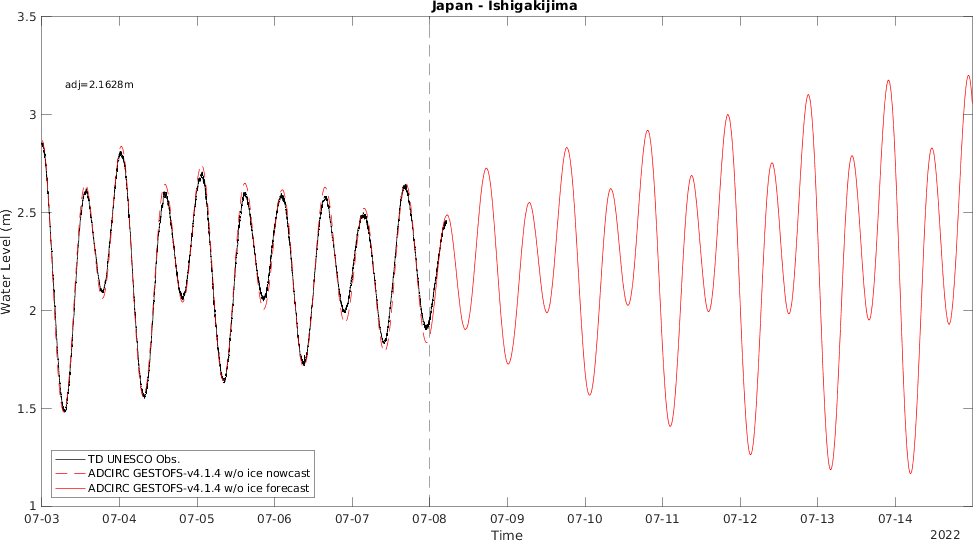 Japan - Ishigakijima
3.5
adj=2.1628m
3
2.5
Water Level (m)
2
1.5
TD UNESCO Obs.
ADCIRC GESTOFS-v4.1.4 w/o ice nowcast
ADCIRC GESTOFS-v4.1.4 w/o ice forecast
1
07-03 07-04 07-05 07-06 07-07 07-08 07-09 07-10 07-11 07-12 07-13 07-14
Time
2022